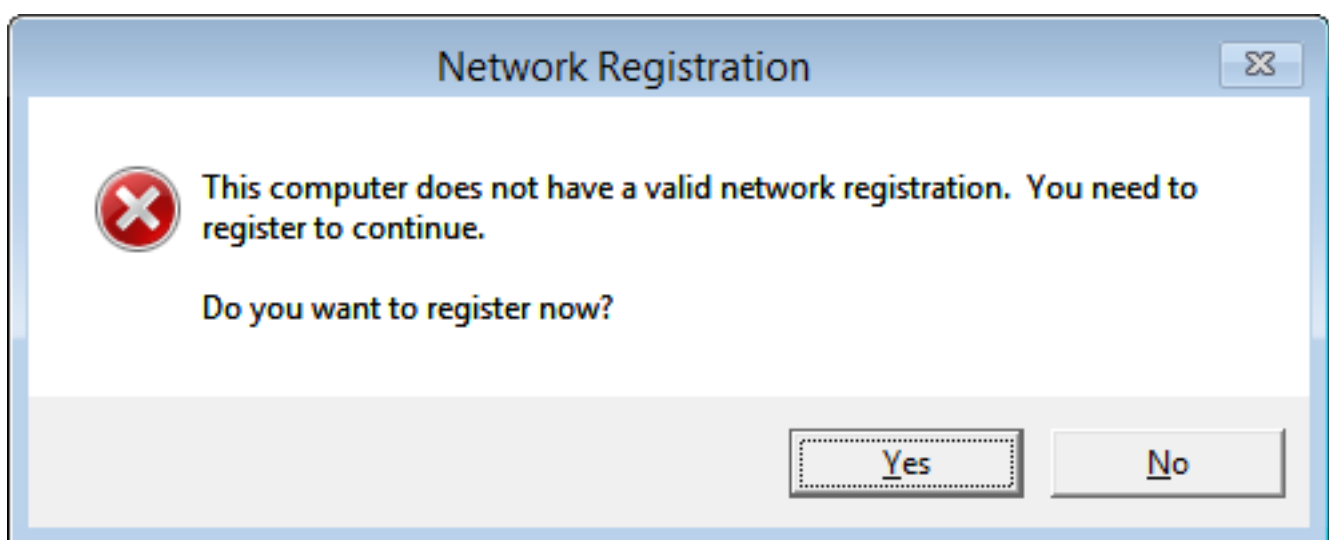 Network Registration
This computer does not have a valid network registration.  You need to
register to continue.
Do you want to register now?
Yes
No